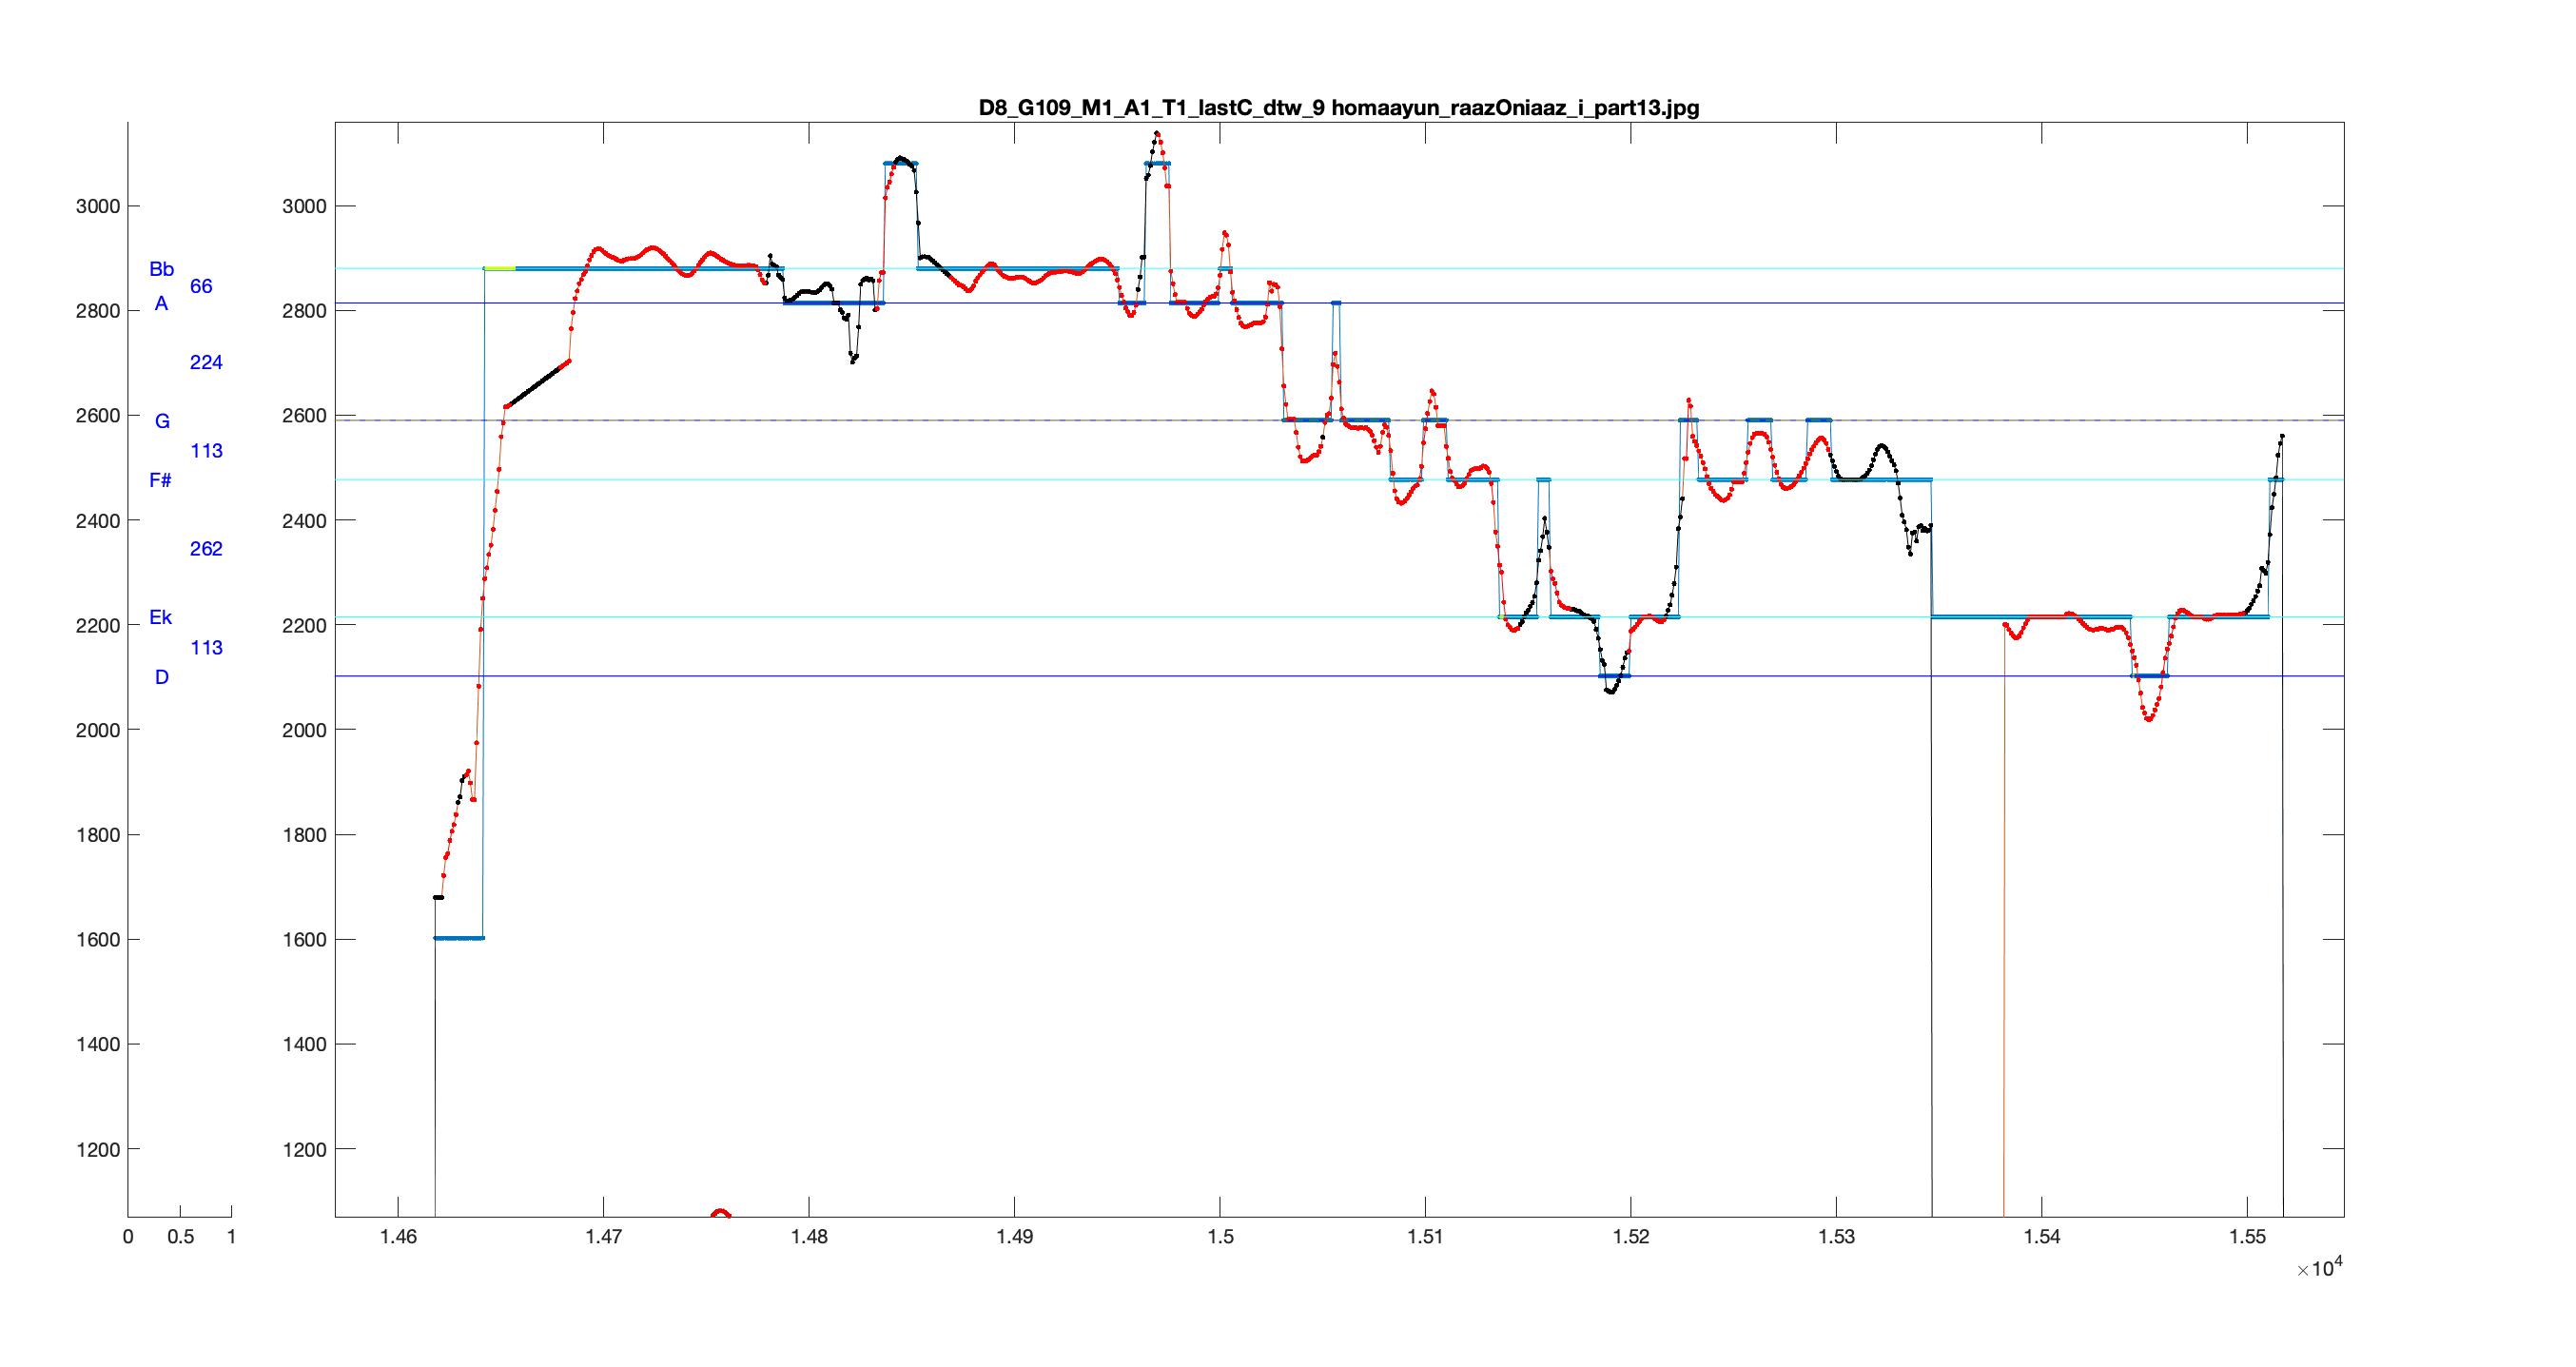 D8_G109_M1_A1_T1_lastC_dtw_9 homaayun_raazOniaaz_i_part13.jpg
3000 3000
Bb
66
A
2800 2800
224
2600 2600
G
113
F#
2400 2400
262
2200 2200
Ek
113
D
2000 2000
1800 1800
1600 1600
1400 1400
1200 1200
0 0.5 1 1.46 1.47 1.48 1.49 1.5 1.51 1.52 1.53 1.54 1.55
×10^4